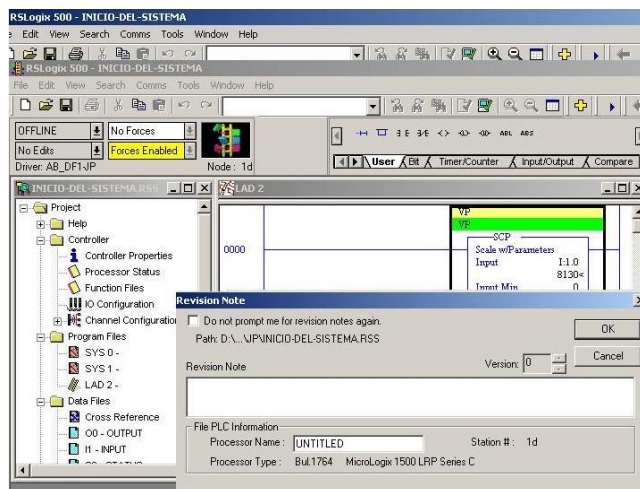 RSLogix 500 - INICIO-DEL-SISTEMA
Edit View Search Comms Tools Window Help
RSLogix 500 - INICIO-DEL-SISTEMA
File Edit View Search Comms Tools Window Help
OFFLINE No Forces
No Edits Forces Enabled
Driver: AB_DF1-JP Node: 1d
ABL ABS
User Bit Timer/Counter Input/Output Compare
INICIO-DEL-SISTEMA.RSS
Project
Help
Controller
Controller Properties
Processor Status
Function Files
IO Configuration
Channel Configuration
Program Files
SYS 0 -
SYS 1 -
LAD 2 -
Data Files
Cross Reference
O0 - OUTPUT
I1 - INPUT
LAD 2
0000
VP
VP
SCP
Scale w/Parameters
Input I:1.0
8130<
Input Min 0
Revision Note
Do not prompt me for revision notes again.
Path: D:\...\JP\INICIO-DEL-SISTEMA.RSS
OK
Revision Note
Version: 0
Cancel
File PLC Information
Processor Name : UNTITLED Station # : 1d
Processor Type : Bul.1764 MicroLogix 1500 LRP Series C